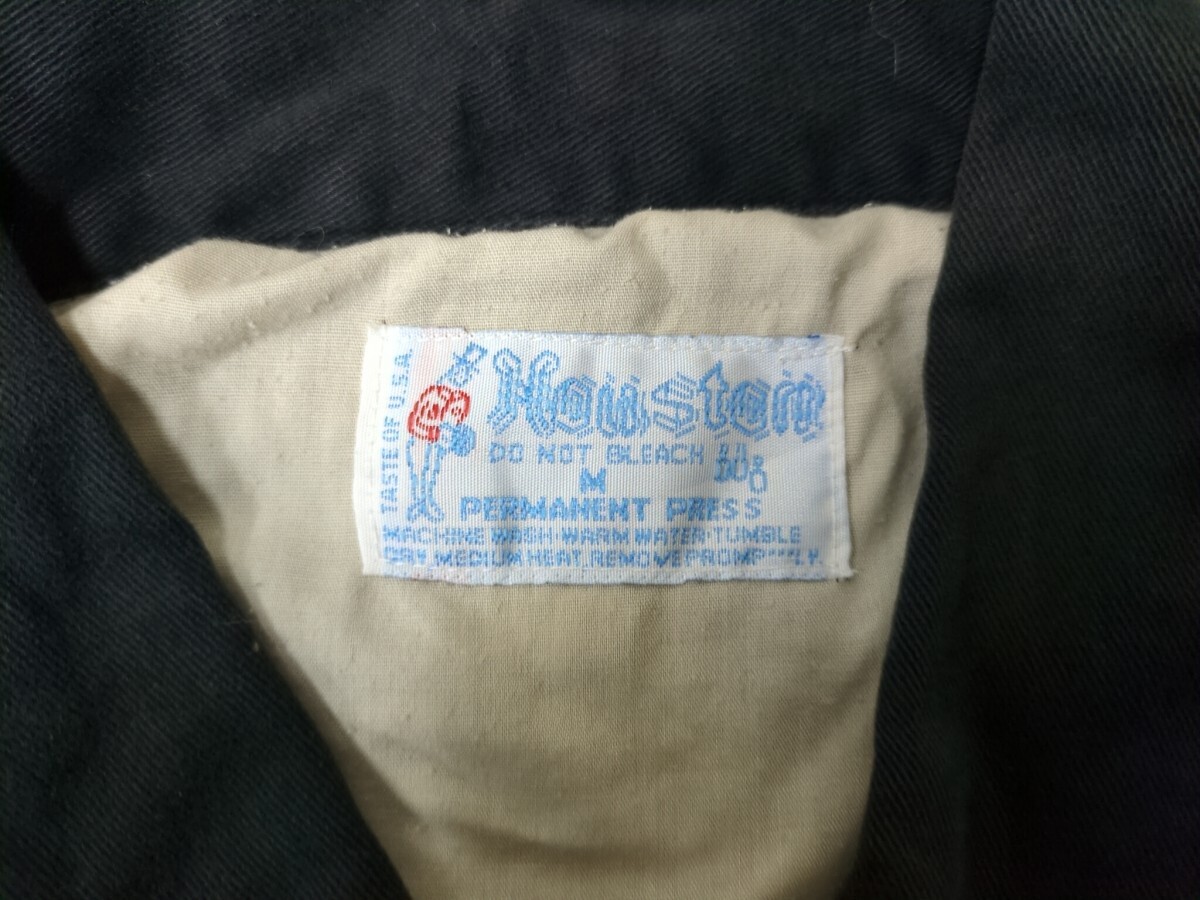 TASTE OF U.S.A.
Houston
DO NOT BLEACH
M
PERMANENT PRESS
MACHINE WASH WARM WATER. TUMBLE
DRY MEDIUM HEAT. REMOVE PROMPTLY.